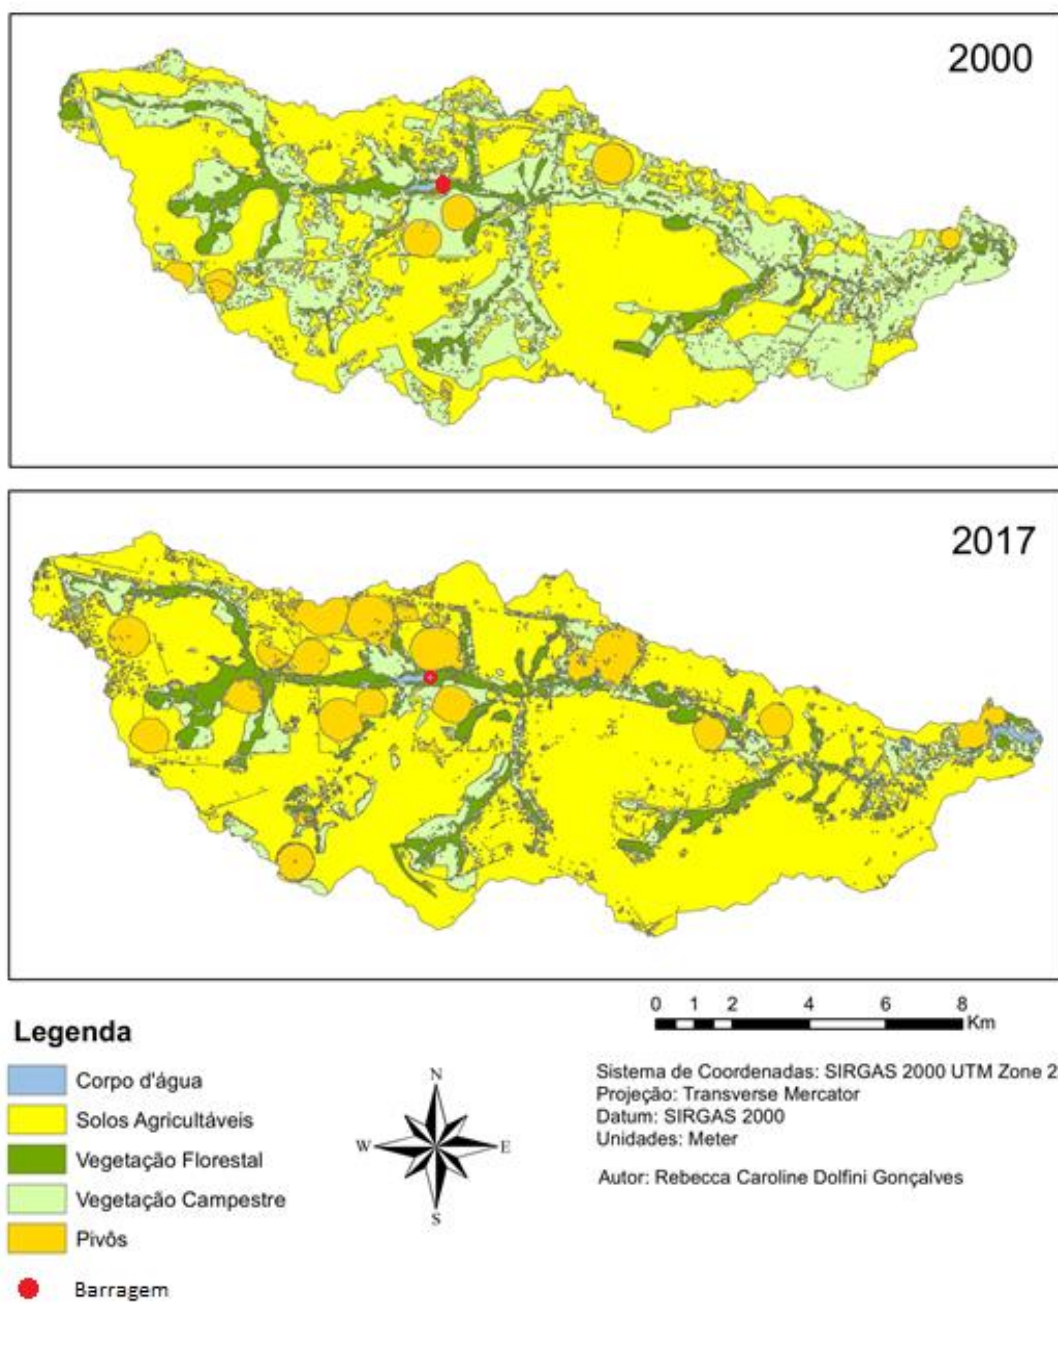 2000
2017
0 1 2 4 6 8
Km
Legenda
Corpo d'água
Solos Agricultáveis
Vegetação Florestal
Vegetação Campestre
Pivôs
Barragem
N
W E
S
Sistema de Coordenadas: SIRGAS 2000 UTM Zone 2
Projeção: Transverse Mercator
Datum: SIRGAS 2000
Unidades: Meter
Autor: Rebecca Caroline Dolfini Gonçalves